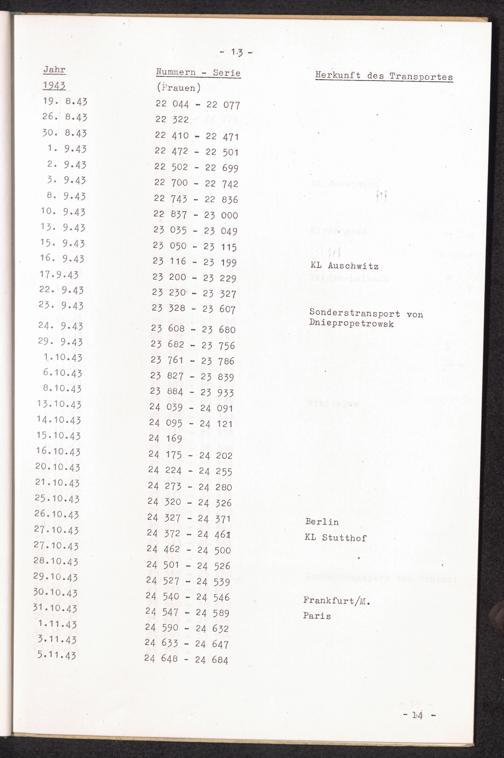 - 13 -
Jahr Nummern - Serie Herkunft des Transportes
1943 (Frauen)
19. 8.43 22 044 - 22 077
26. 8.43 22 322
30. 8.43 22 410 - 22 471
1. 9.43 22 472 - 22 501
2. 9.43 22 502 - 22 699
3. 9.43 22 700 - 22 742
8. 9.43 22 743 - 22 836
10. 9.43 22 837 - 23 000
13. 9.43 23 035 - 23 049
15. 9.43 23 050 - 23 115
16. 9.43 23 116 - 23 199 KL Auschwitz
17.9.43 23 200 - 23 229
22. 9.43 23 230 - 23 327
23. 9.43 23 328 - 23 607 Sonderstransport von
Dniepropetrowsk
24. 9.43 23 608 - 23 680
29. 9.43 23 682 - 23 756
1.10.43 23 761 - 23 786
6.10.43 23 827 - 23 839
8.10.43 23 884 - 23 933
13.10.43 24 039 - 24 091
14.10.43 24 095 - 24 121
15.10.43 24 169
16.10.43 24 175 - 24 202
20.10.43 24 224 - 24 255
21.10.43 24 273 - 24 280
25.10.43 24 320 - 24 326
26.10.43 24 327 - 24 371 Berlin
27.10.43 24 372 - 24 461 KL Stutthof
27.10.43 24 462 - 24 500
28.10.43 24 501 - 24 526
29.10.43 24 527 - 24 539
30.10.43 24 540 - 24 546 Frankfurt/M.
31.10.43 24 547 - 24 589 Paris
1.11.43 24 590 - 24 632
3.11.43 24 633 - 24 647
5.11.43 24 648 - 24 684
- 14 -